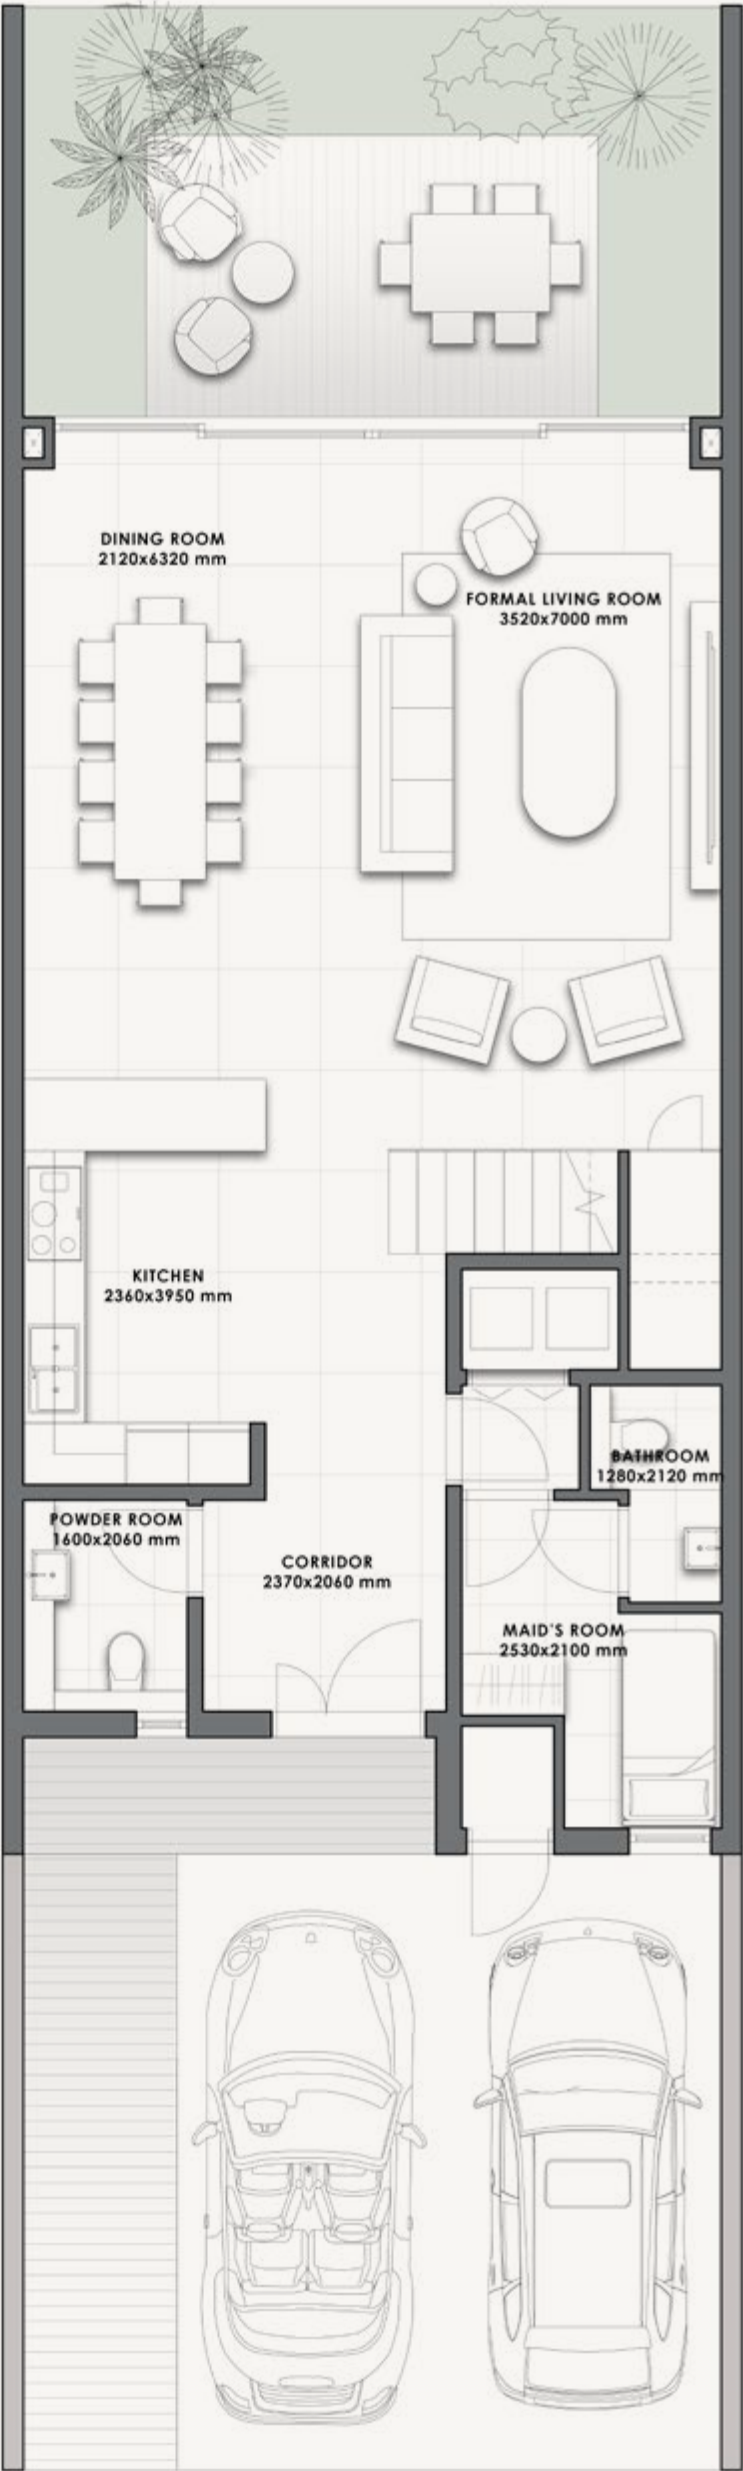 DINING ROOM
2120x6320 mm
FORMAL LIVING ROOM
3520x7000 mm
KITCHEN
2360x3950 mm
BATHROOM
1280x2120 mm
POWDER ROOM
1600x2060 mm
CORRIDOR
2370x2060 mm
MAID'S ROOM
2530x2100 mm